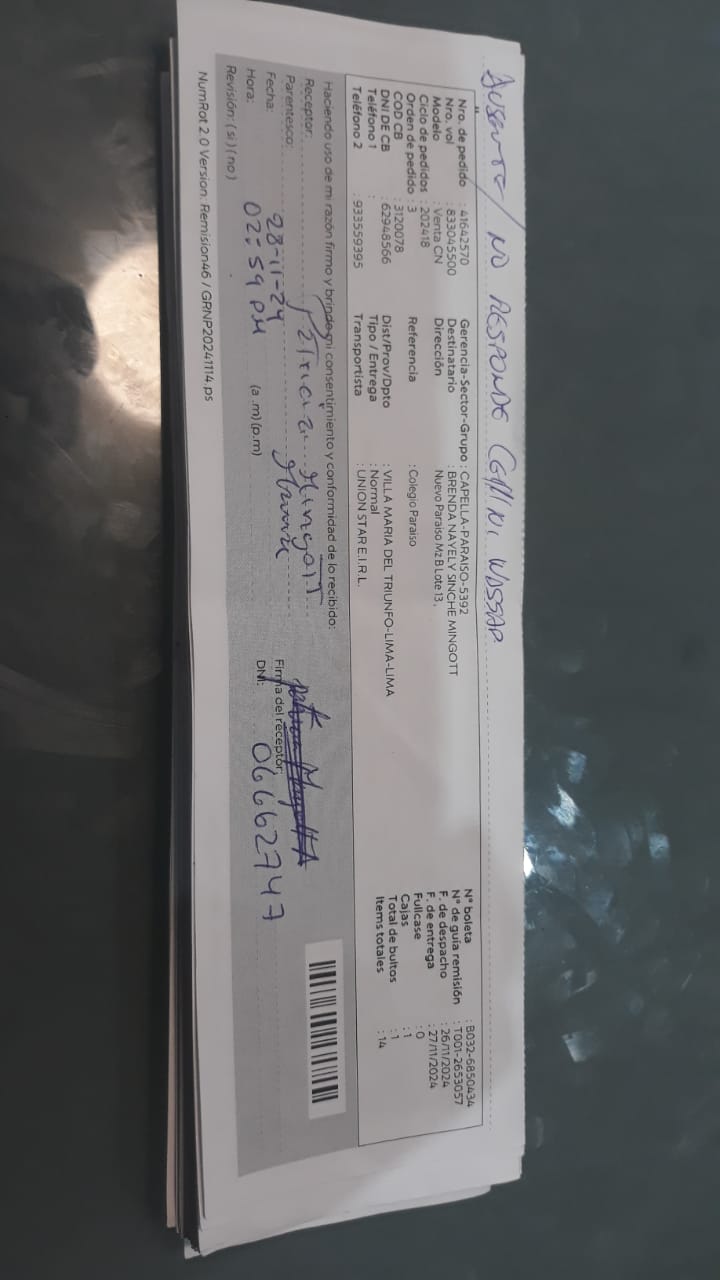 Ausente / NO RESPONDE CELL NI WASSAP
Nro. de pedido : 41642570
Nro. vol : 833045500
Modelo : Venta CN
Ciclo de pedidos : 202418
Orden de pedido : 3
COD CB : 3120078
DNI DE CB : 62948566
Teléfono 1 :
Teléfono 2 : 933559395
Gerencia-Sector-Grupo : CAPELLA-PARAISO-5392
Destinatario : BRENDA NAYELY SINCHE MINGOTT
Dirección Nuevo Paraiso Mz B Lote 13,
Referencia : Colegio Paraiso
Dist/Prov/Dpto : VILLA MARIA DEL TRIUNFO-LIMA-LIMA
Tipo / Entrega : Normal
Transportista : UNION STAR E.I.R.L.
N° boleta : B032-6850434
N° de guía remisión : T001-2653057
F. de despacho : 26/11/2024
F. de entrega : 27/11/2024
Fullcase : 0
Cajas : 1
Total de bultos : 1
Items totales : 14
Haciendo uso de mi razón firmo y brindo mi consentimiento y conformidad de lo recibido:
Receptor: Patricia Mingott
Parentesco:
Fecha: 28-11-24
Hora: 02:59 PM (a .m)(p.m)
Firma del receptor:
DNI: 06662747
Revisión: ( si ) ( no )
NumRot 2.0 Version. Remision46 / GRNP20241114.ps